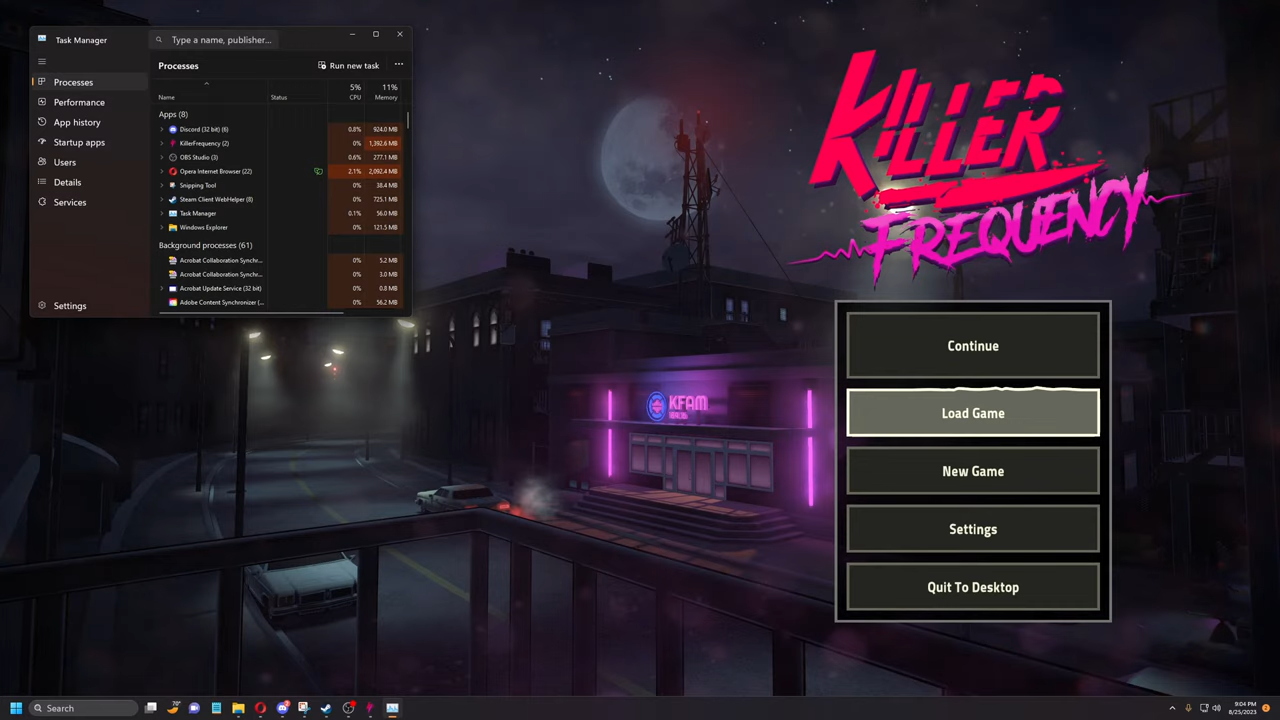 Task Manager
Type a name, publisher...
Processes
Run new task
Processes
Performance
App history
Startup apps
Users
Details
Services
Settings
5% 11%
Name Status CPU Memory
Apps (8)
Discord (32 bit) (6) 0.8% 924.0 MB
KillerFrequency (2) 0% 1,392.6 MB
OBS Studio (3) 0.6% 277.1 MB
Opera Internet Browser (22) 2.1% 2,092.4 MB
Snipping Tool 0% 38.4 MB
Steam Client WebHelper (8) 0% 725.1 MB
Task Manager 0.1% 56.0 MB
Windows Explorer 0% 121.5 MB
Background processes (61)
Acrobat Collaboration Synchr... 0% 5.2 MB
Acrobat Collaboration Synchr... 0% 3.0 MB
Acrobat Update Service (32 bit) 0% 0.8 MB
Adobe Content Synchronizer (... 0% 56.2 MB
KILLER
FREQUENCY
KFAM
Continue
Load Game
New Game
Settings
Quit To Desktop
Search
70°
9:04 PM
8/25/2023